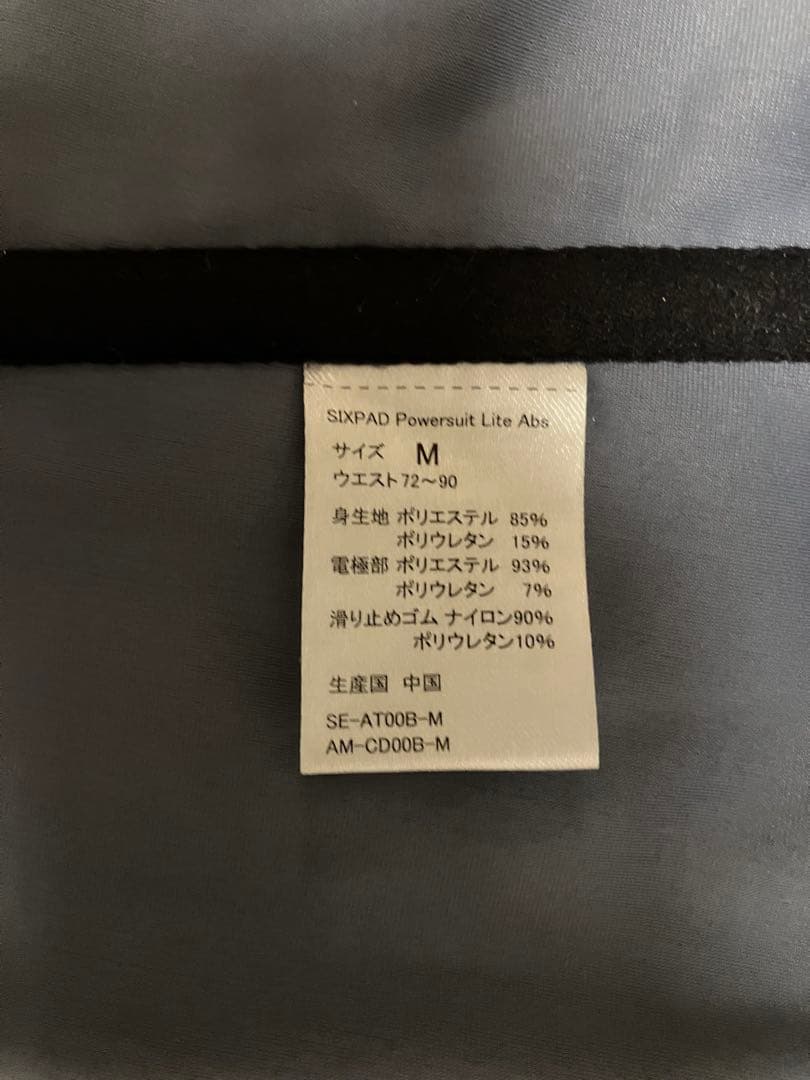 SIXPAD Powersuit Lite Abs
サイズ M
ウエスト72～90
身生地 ポリエステル 85%
ポリウレタン 15%
電極部 ポリエステル 93%
ポリウレタン 7%
滑り止めゴム ナイロン90%
ポリウレタン10%
生産国 中国
SE-AT00B-M
AM-CD00B-M